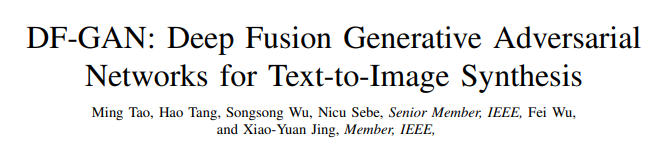 DF-GAN: Deep Fusion Generative Adversarial
Networks for Text-to-Image Synthesis
Ming Tao, Hao Tang, Songsong Wu, Nicu Sebe, Senior Member, IEEE, Fei Wu,
and Xiao-Yuan Jing, Member, IEEE,